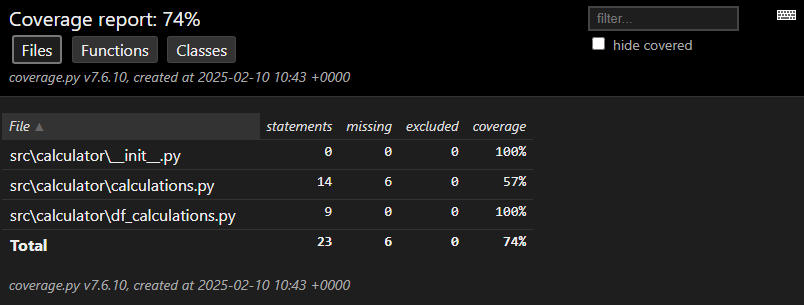 Coverage report: 74%
filter...
hide covered
Files Functions Classes
coverage.py v7.6.10, created at 2025-02-10 10:43 +0000
File ▲ statements missing excluded coverage
src\calculator\__init__.py 0 0 0 100%
src\calculator\calculations.py 14 6 0 57%
src\calculator\df_calculations.py 9 0 0 100%
Total 23 6 0 74%
coverage.py v7.6.10, created at 2025-02-10 10:43 +0000